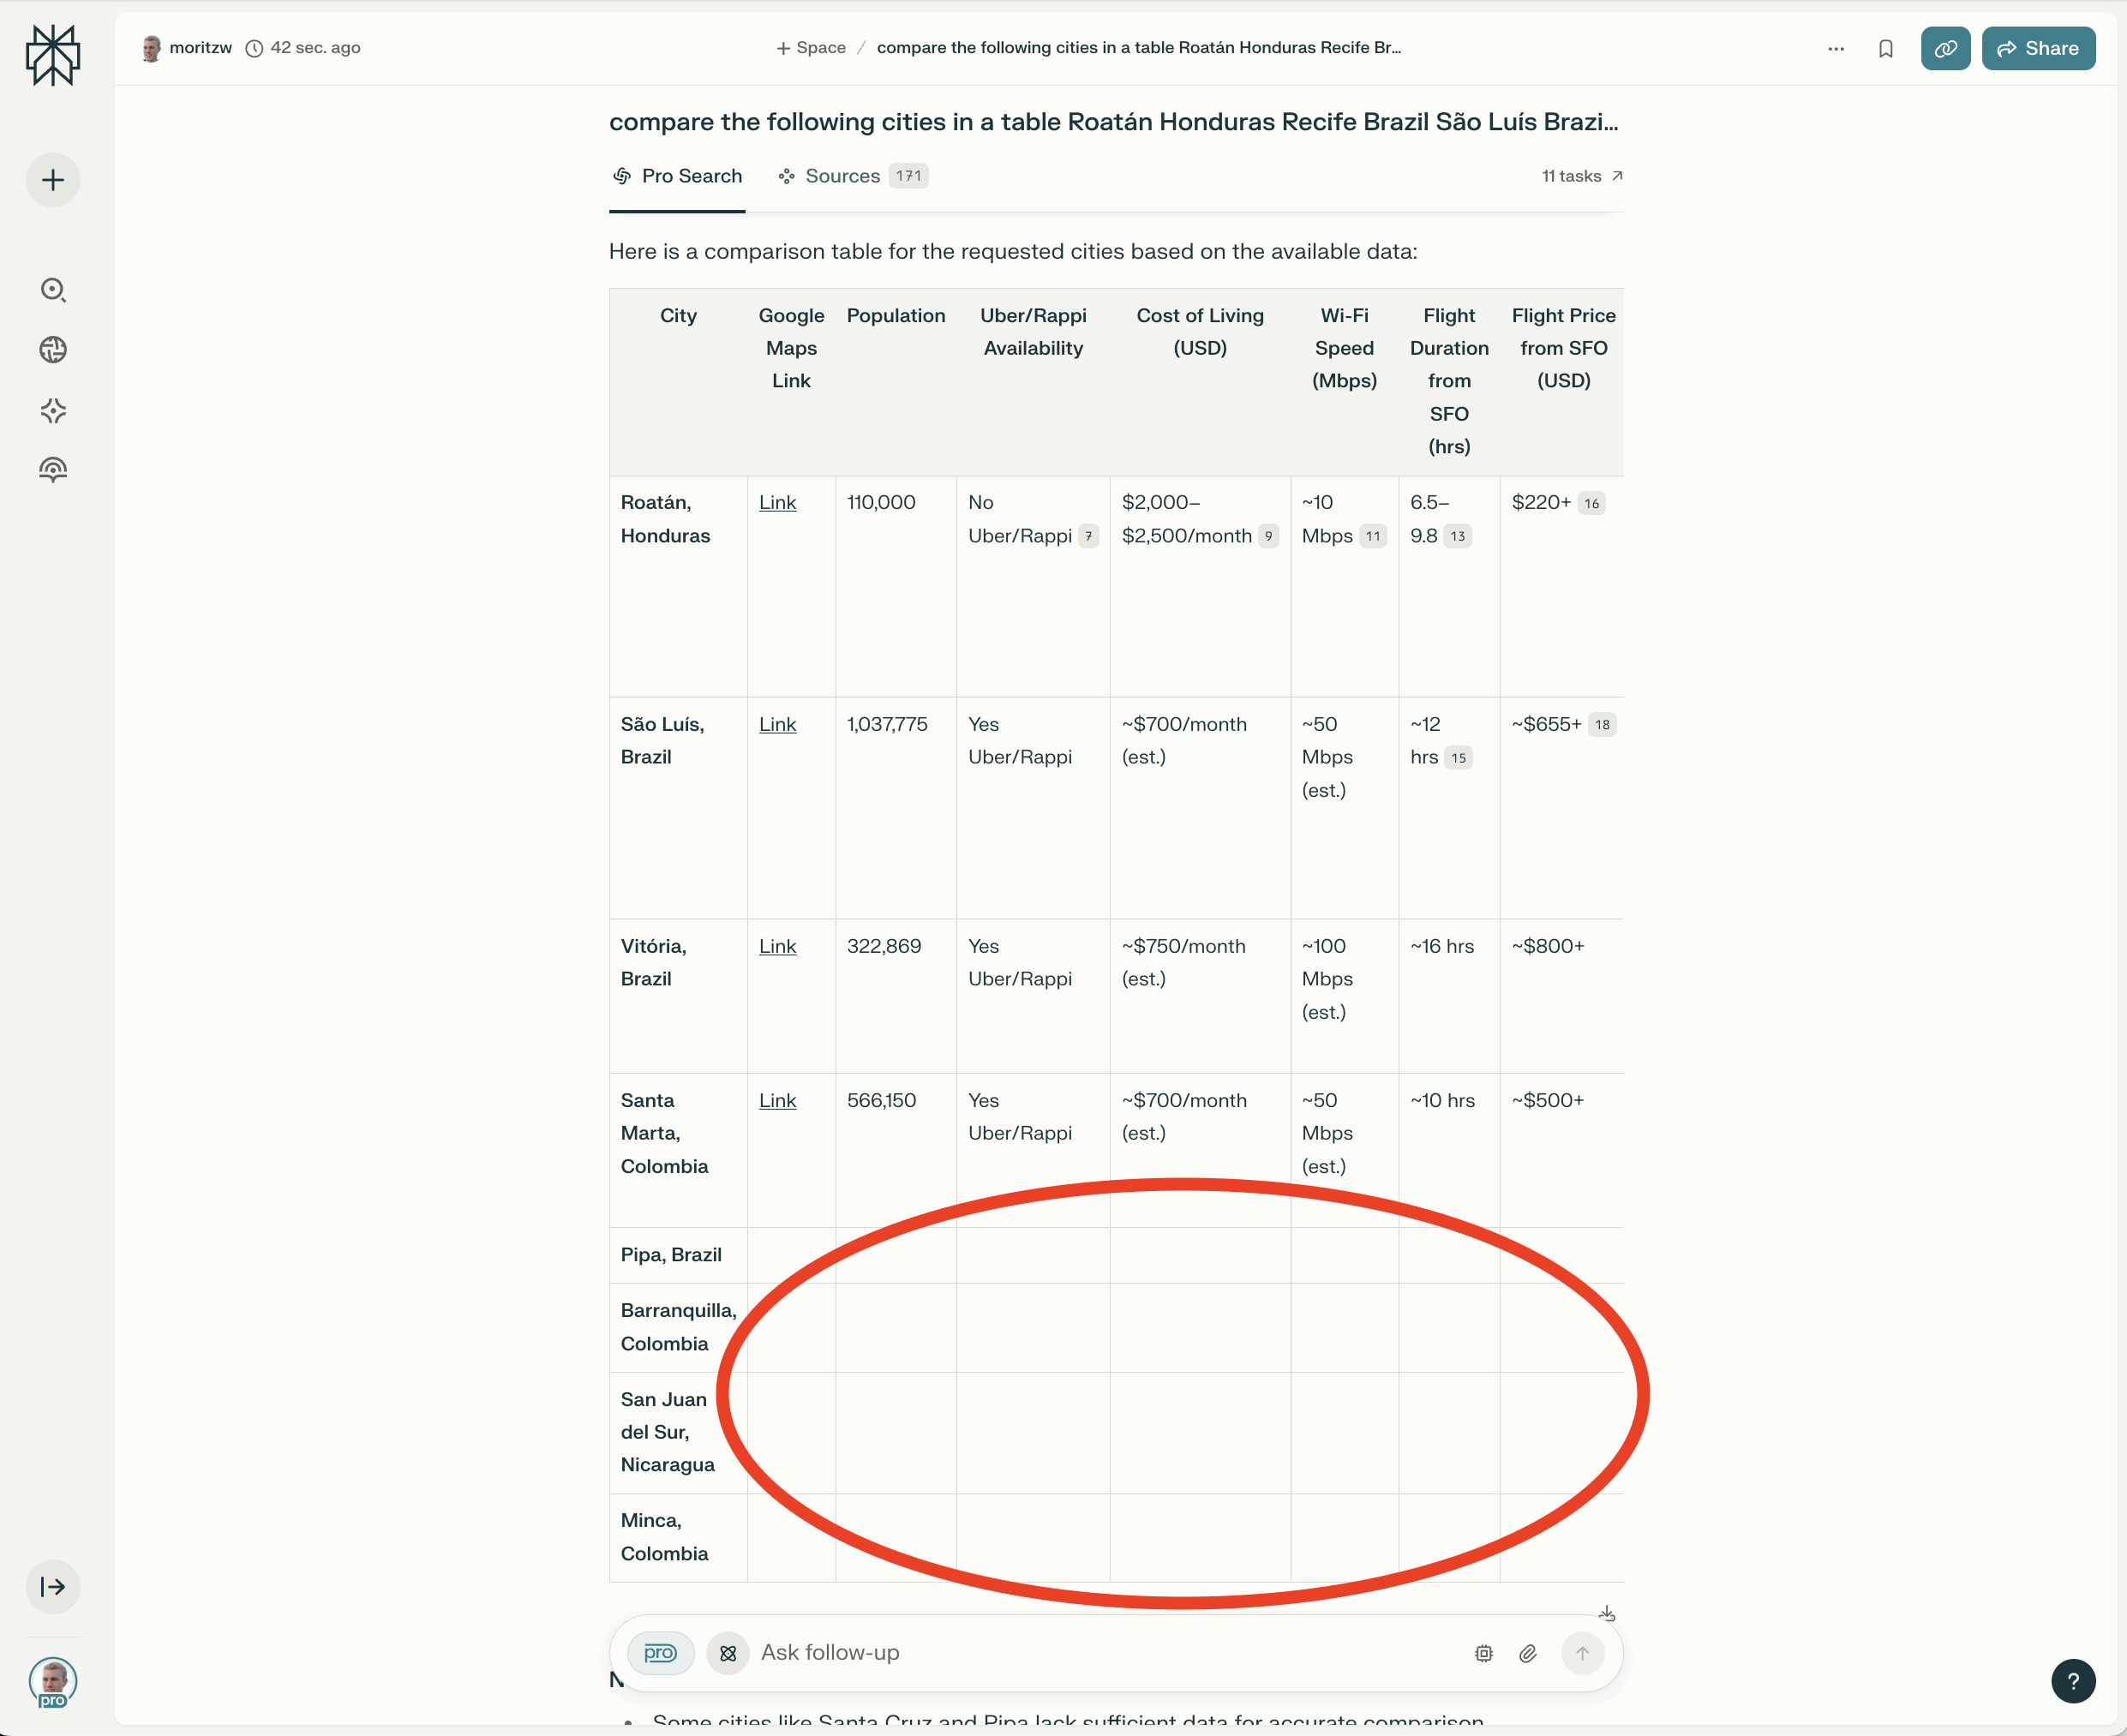 moritzw 42 sec. ago
Space / compare the following cities in a table Roatán Honduras Recife Br...
Share
compare the following cities in a table Roatán Honduras Recife Brazil São Luís Brazi...
Pro Search
Sources 171
11 tasks
Here is a comparison table for the requested cities based on the available data:
City
Google
Maps
Link
Population
Uber/Rappi
Availability
Cost of Living
(USD)
Wi-Fi
Speed
(Mbps)
Flight
Duration
from
SFO
(hrs)
Flight Price
from SFO
(USD)
Roatán,
Honduras
Link
110,000
No
Uber/Rappi 7
$2,000–
$2,500/month 9
~10
Mbps 11
6.5–
9.8 13
$220+ 16
São Luís,
Brazil
Link
1,037,775
Yes
Uber/Rappi
~$700/month
(est.)
~50
Mbps
(est.)
~12
hrs 15
~$655+ 18
Vitória,
Brazil
Link
322,869
Yes
Uber/Rappi
~$750/month
(est.)
~100
Mbps
(est.)
~16 hrs
~$800+
Santa
Marta,
Colombia
Link
566,150
Yes
Uber/Rappi
~$700/month
(est.)
~50
Mbps
(est.)
~10 hrs
~$500+
Pipa, Brazil
Barranquilla,
Colombia
San Juan
del Sur,
Nicaragua
Minca,
Colombia
pro
Ask follow-up
pro
?
Some cities like Santa Cruz and Pipa lack sufficient data for accurate comparison